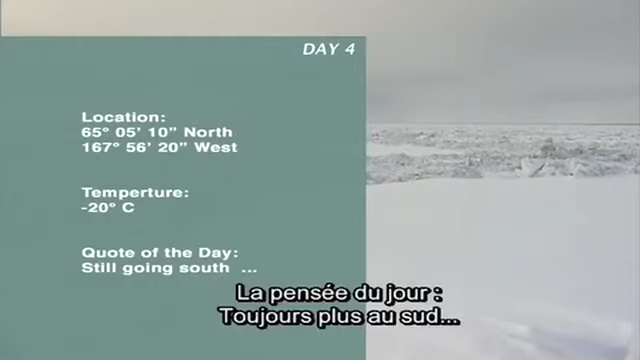 DAY 4
Location:
65° 05' 10” North
167° 56' 20” West
Temperture:
-20° C
Quote of the Day:
Still going south ...
La pensée du jour :
Toujours plus au sud...